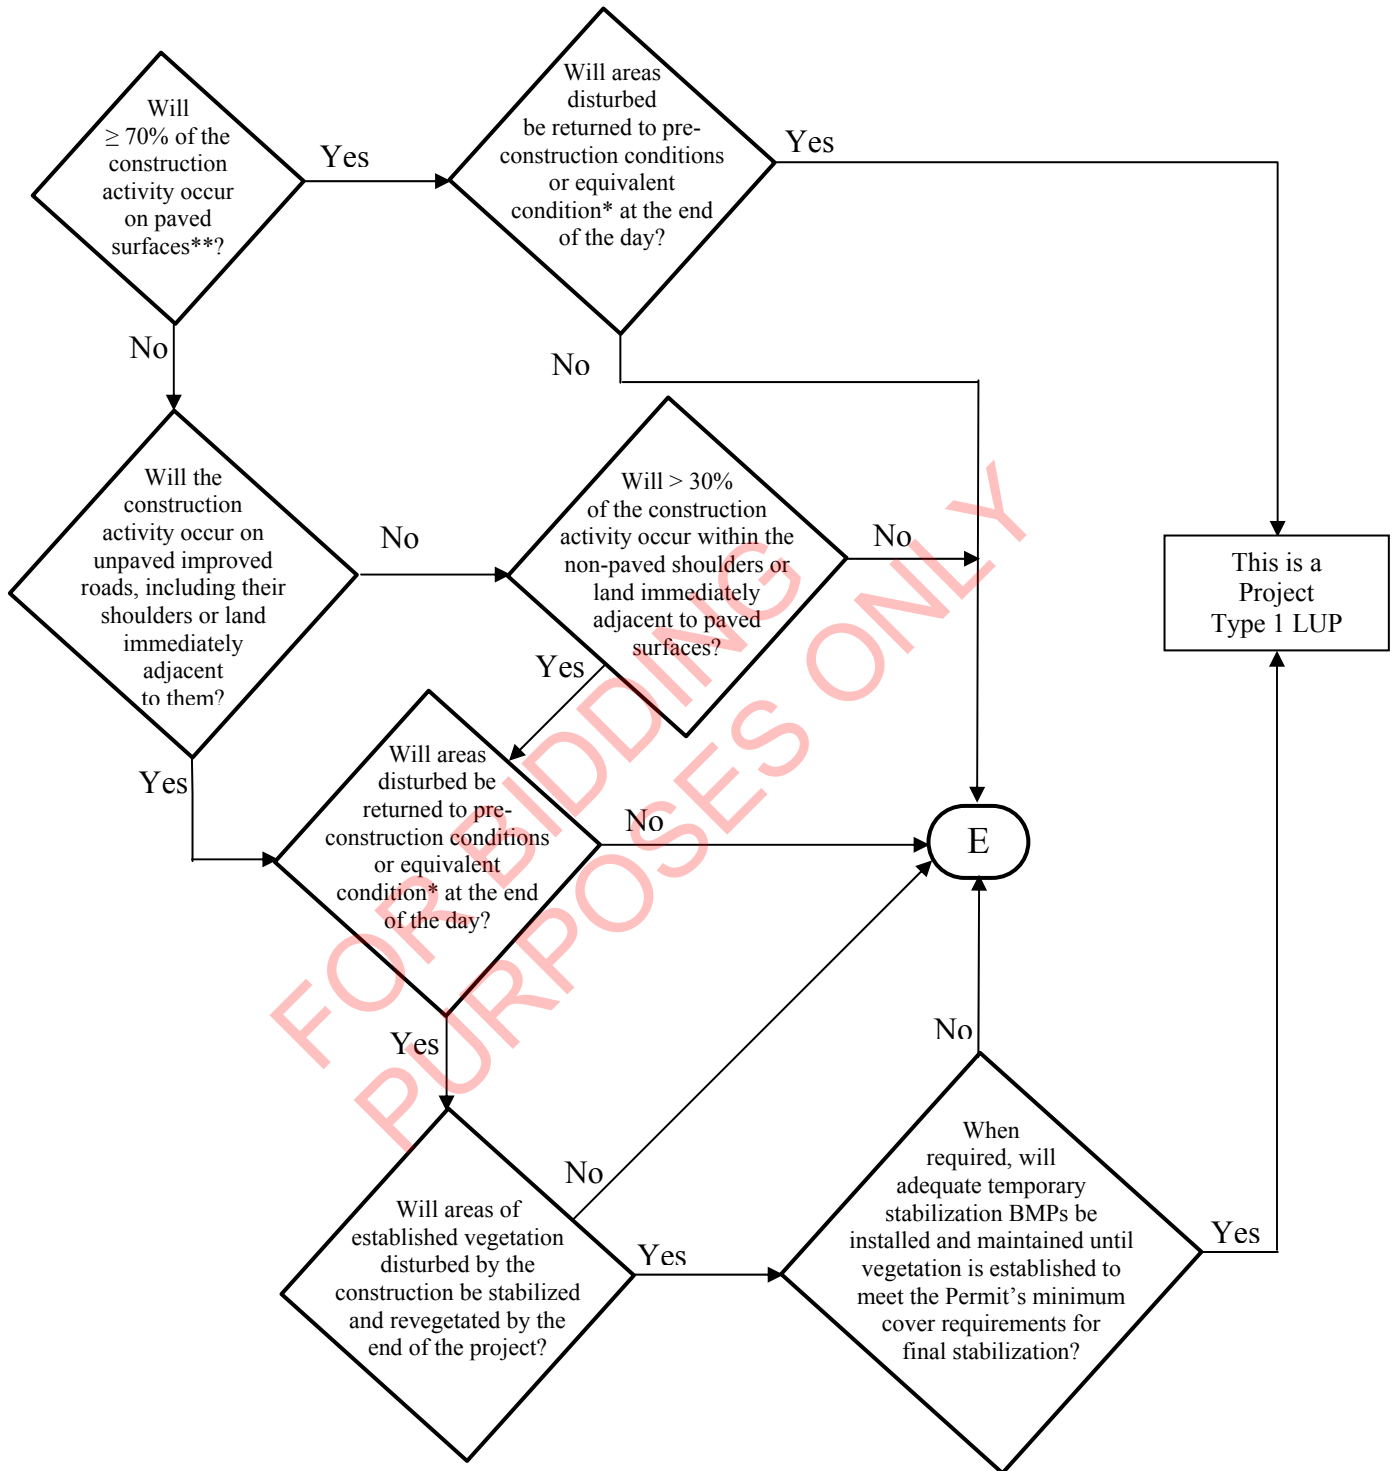 Will
≥ 70% of the
construction
activity occur
on paved
surfaces**?
Yes
Will areas
disturbed
be returned to pre-
construction conditions
or equivalent
condition* at the end
of the day?
Yes
No
No
Will the
construction
activity occur on
unpaved improved
roads, including their
shoulders or land
immediately
adjacent
to them?
No
Will > 30%
of the construction
activity occur within the
non-paved shoulders or
land immediately
adjacent to paved
surfaces?
No
This is a
Project
Type 1 LUP
Yes
Yes
Will areas
disturbed be
returned to pre-
construction conditions
or equivalent
condition* at the end
of the day?
No
E
Yes
No
Will areas of
established vegetation
disturbed by the
construction be stabilized
and revegetated by the
end of the project?
Yes
No
When
required, will
adequate temporary
stabilization BMPs be
installed and maintained until
vegetation is established to
meet the Permit’s minimum
cover requirements for
final stabilization?
Yes
FOR BIDDING
PURPOSES ONLY